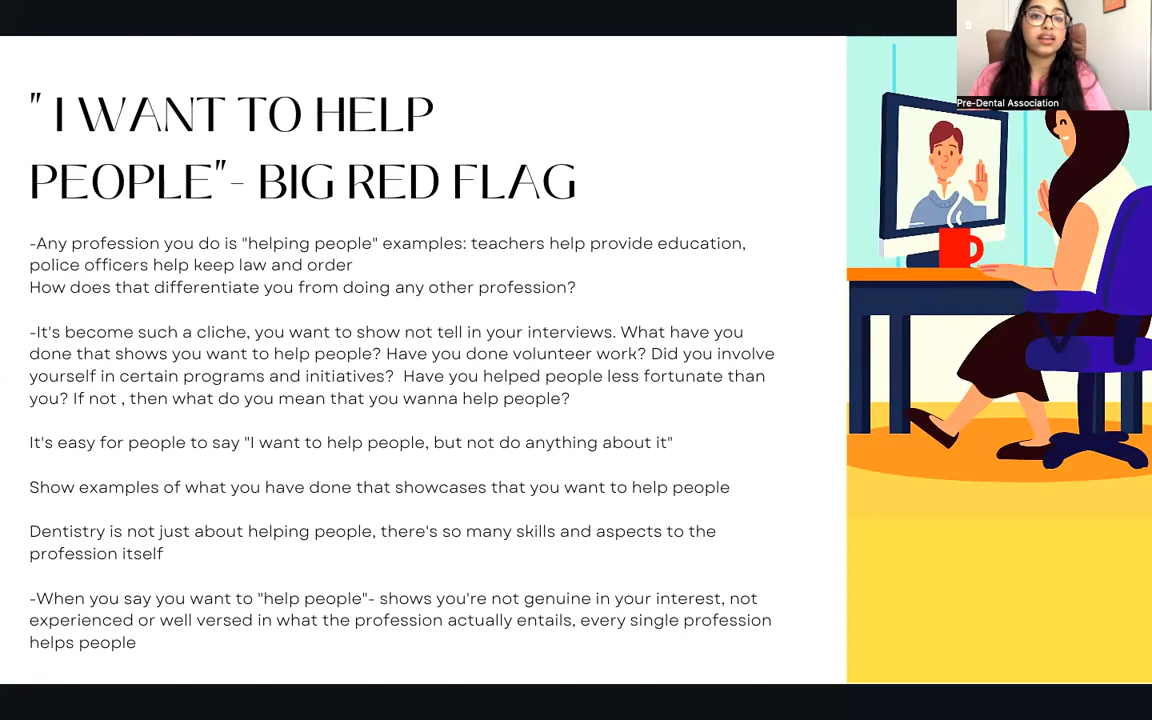 " I WANT TO HELP
PEOPLE"- BIG RED FLAG
-Any profession you do is "helping people" examples: teachers help provide education,
police officers help keep law and order
How does that differentiate you from doing any other profession?
-It's become such a cliche, you want to show not tell in your interviews. What have you
done that shows you want to help people? Have you done volunteer work? Did you involve
yourself in certain programs and initiatives?  Have you helped people less fortunate than
you? If not , then what do you mean that you wanna help people?
It's easy for people to say "I want to help people, but not do anything about it"
Show examples of what you have done that showcases that you want to help people
Dentistry is not just about helping people, there's so many skills and aspects to the
profession itself
-When you say you want to "help people"- shows you're not genuine in your interest, not
experienced or well versed in what the profession actually entails, every single profession
helps people
Pre-Dental Association